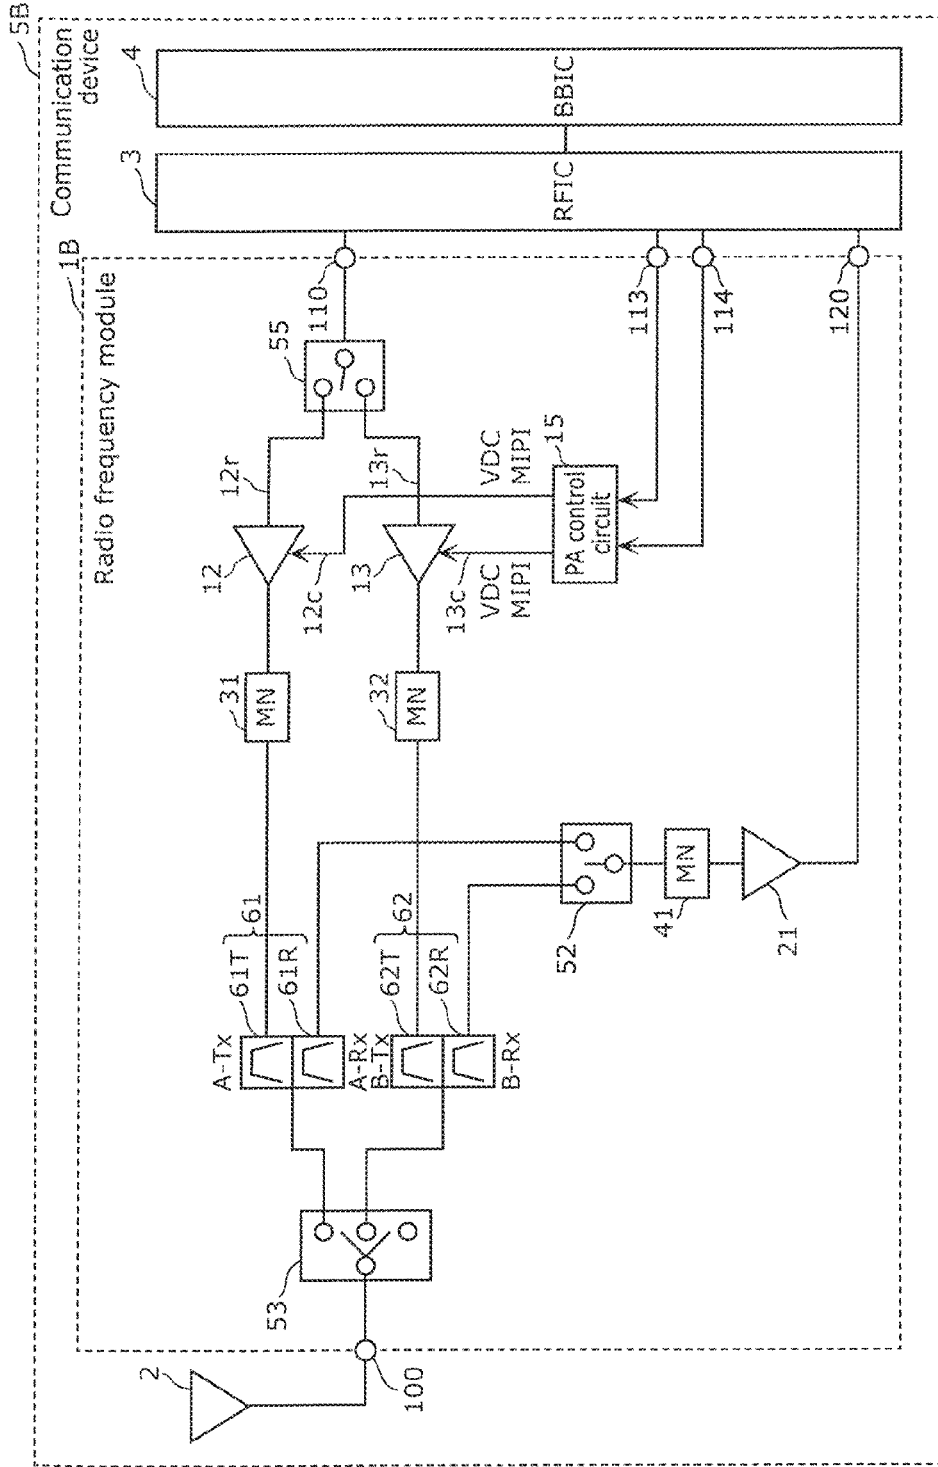 5B
Communication
device
4
BBIC
3
RFIC
1B
Radio frequency module
110
113
114
120
55
12r
13r
VDC
MIPI
15
PA control
circuit
12
12c
13
13c
VDC
MIPI
31
MN
32
MN
61
61T
61R
62
62T
62R
52
41
MN
21
A-Tx
A-Rx
B-Tx
B-Rx
53
2
100